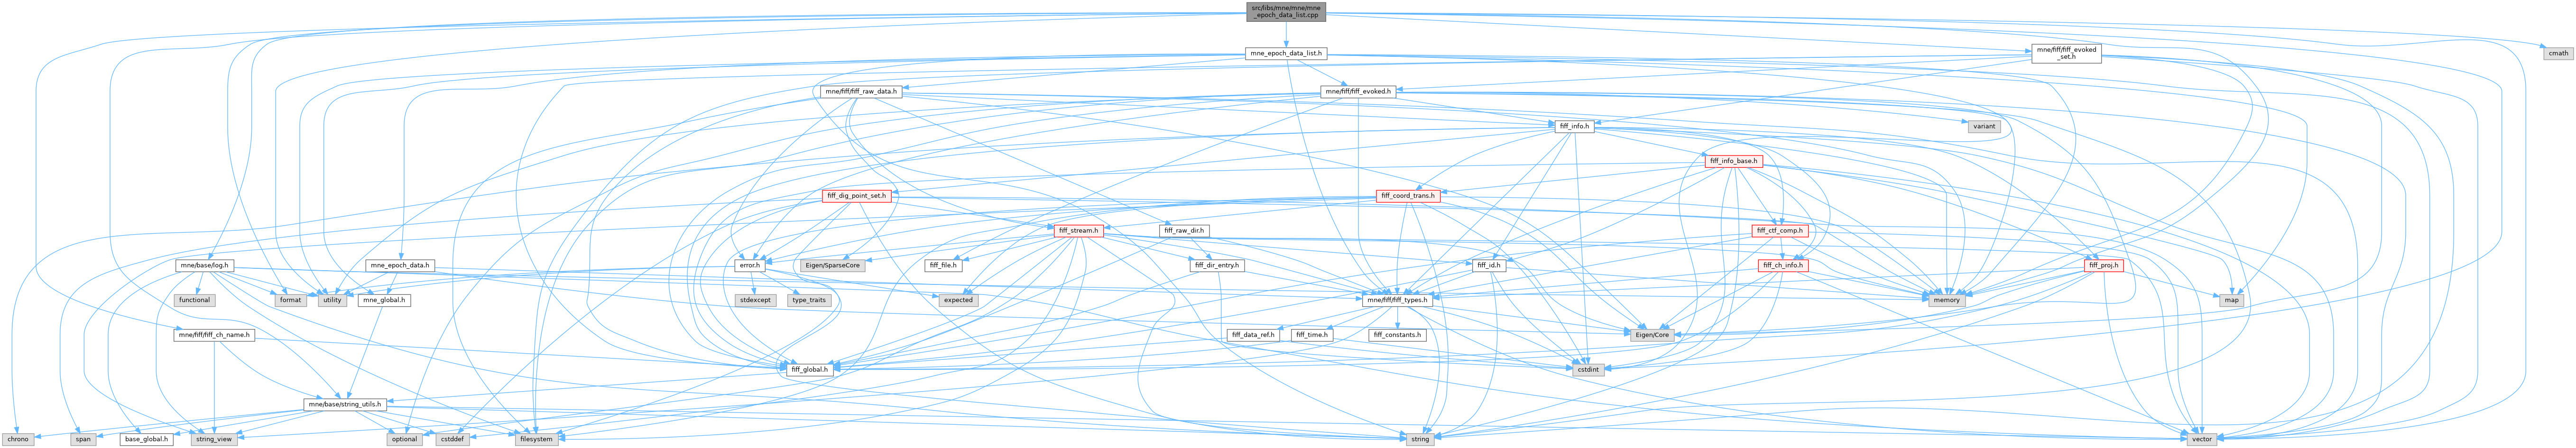 src/libs/mne/mne/mne
_epoch_data_list.cpp
mne_epoch_data_list.h
mne/fiff/fiff_evoked
_set.h
cmath
mne/fiff/fiff_raw_data.h
mne/fiff/fiff_evoked.h
fiff_info.h
variant
fiff_info_base.h
fiff_dig_point_set.h
fiff_coord_trans.h
fiff_stream.h
fiff_raw_dir.h
fiff_ctf_comp.h
mne/base/log.h
mne_epoch_data.h
error.h
Eigen/SparseCore
fiff_file.h
fiff_dir_entry.h
fiff_id.h
fiff_ch_info.h
fiff_proj.h
functional
format
utility
mne_global.h
stdexcept
type_traits
expected
mne/fiff/fiff_types.h
memory
map
mne/fiff/fiff_ch_name.h
fiff_data_ref.h
fiff_time.h
fiff_constants.h
Eigen/Core
fiff_global.h
cstdint
mne/base/string_utils.h
chrono
span
base_global.h
string_view
optional
cstddef
filesystem
string
vector